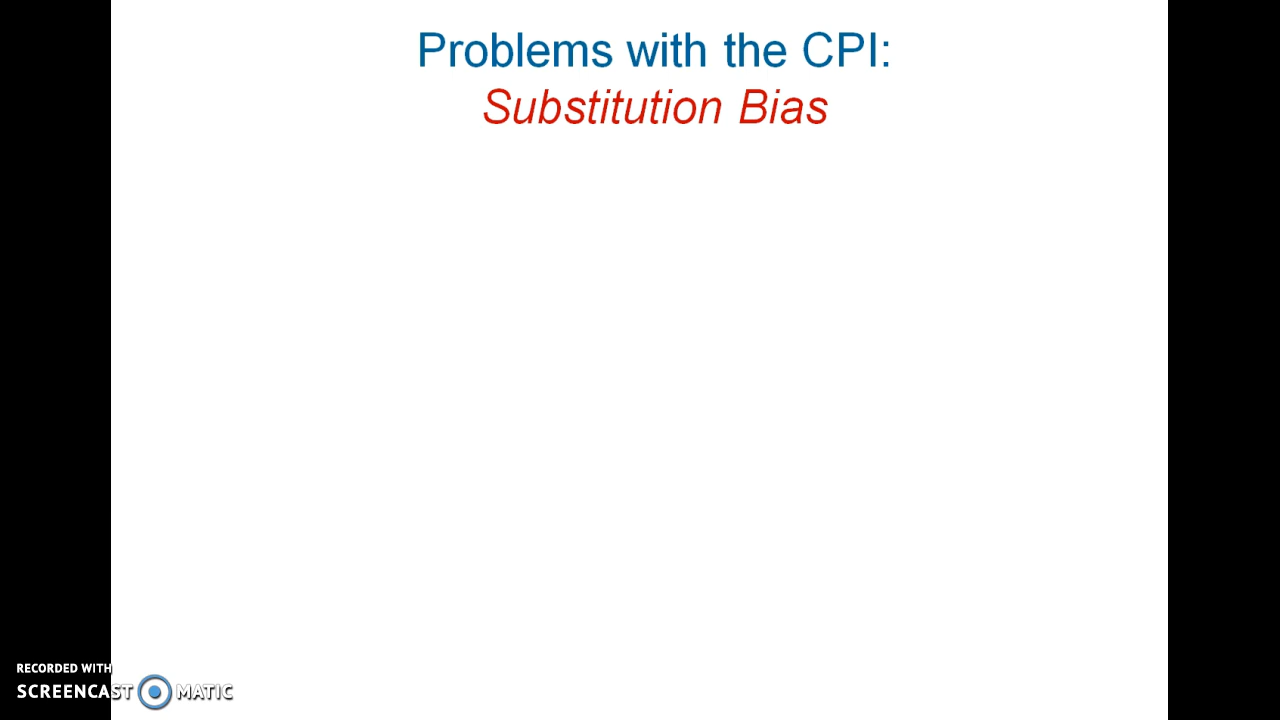 Problems with the CPI:
Substitution Bias
RECORDED WITH
SCREENCAST MATIC